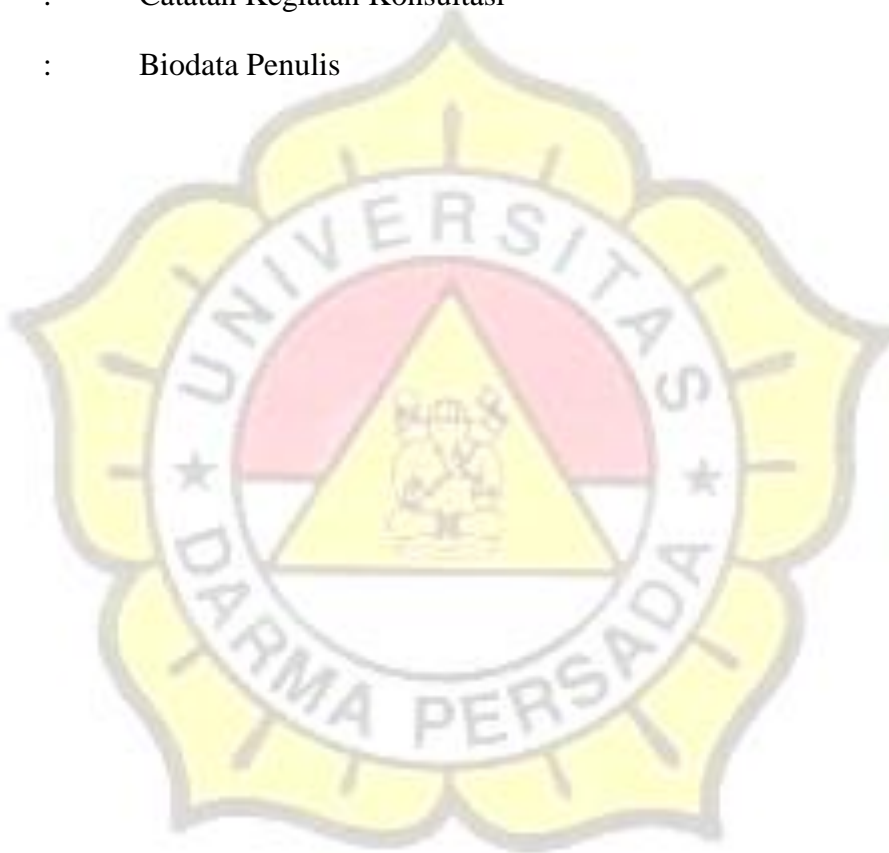 : Catatan Kegiatan Konsultasi
: Biodata Penulis
UNIVERSITAS
★ DARMA PERSADA ★